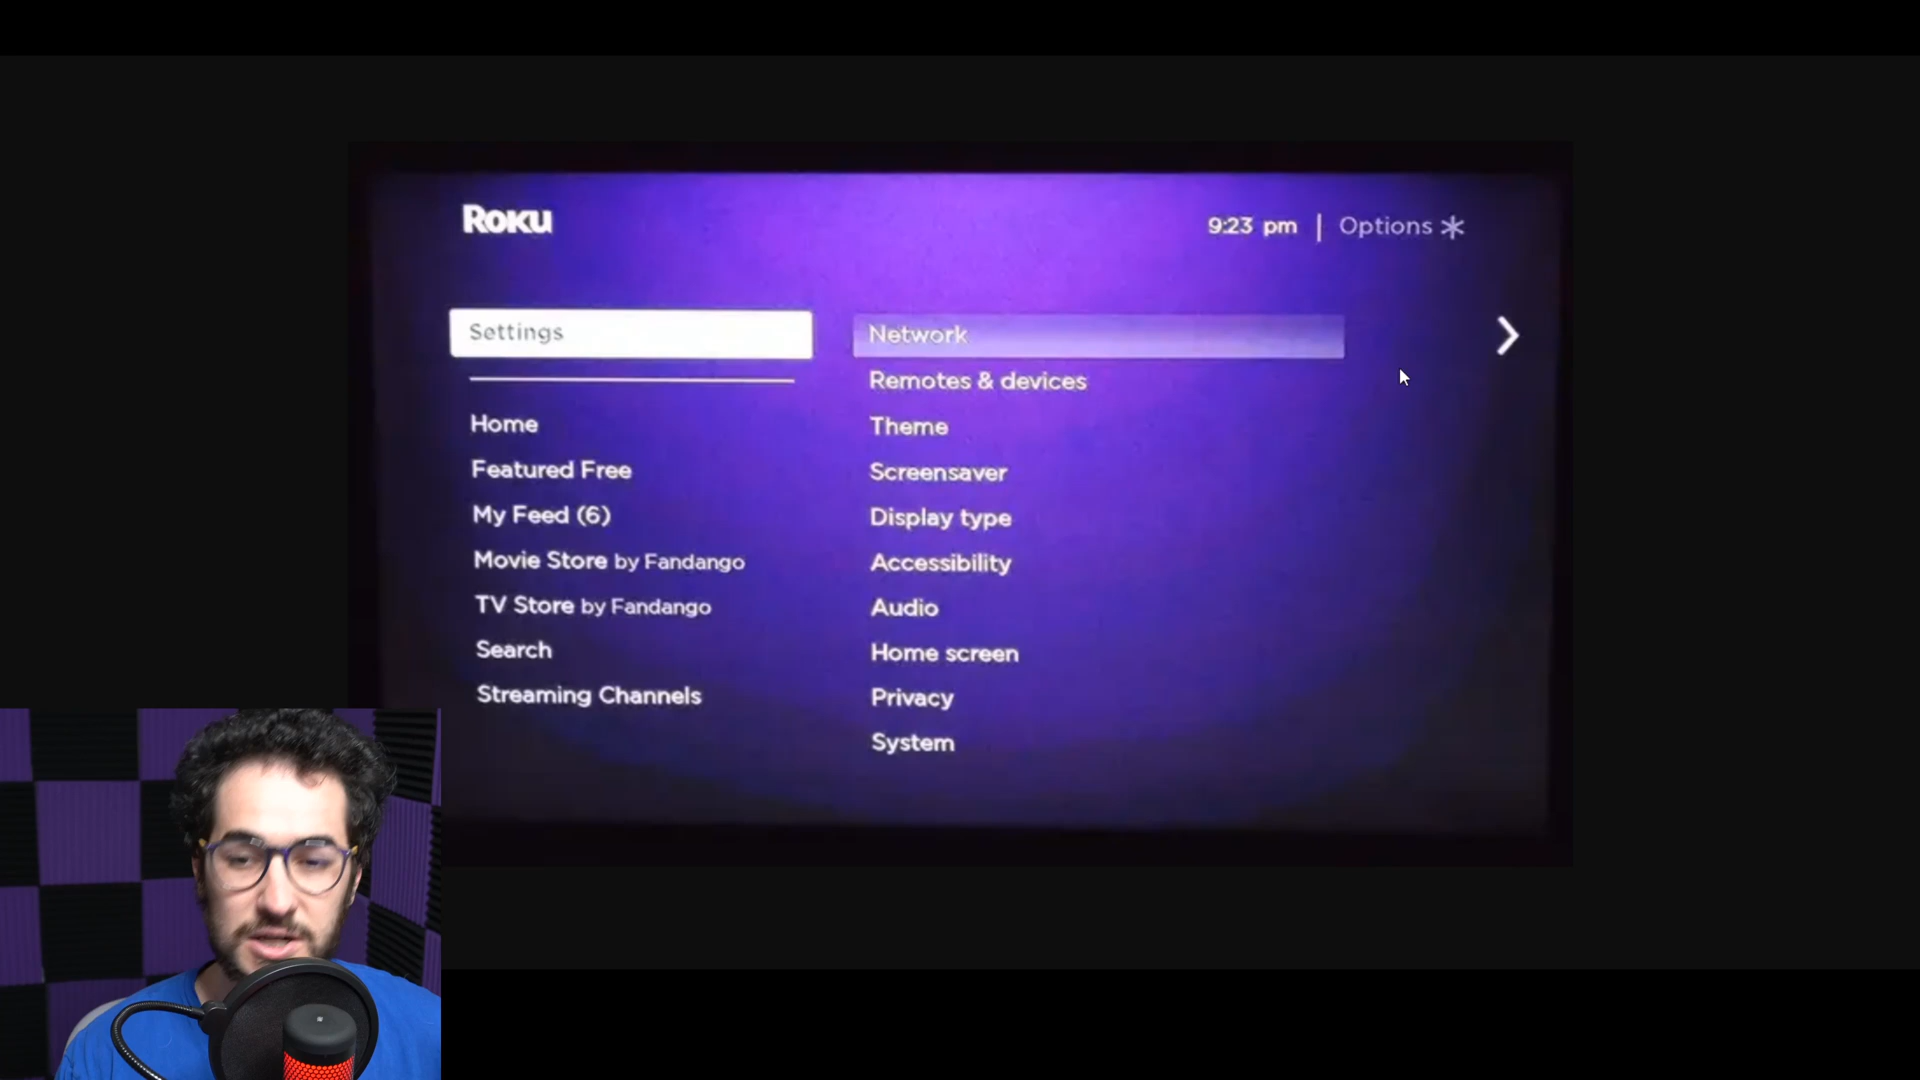 Roku
9:23 pm | Options *
Settings
Home
Featured Free
My Feed (6)
Movie Store by Fandango
TV Store by Fandango
Search
Streaming Channels
Network
Remotes & devices
Theme
Screensaver
Display type
Accessibility
Audio
Home screen
Privacy
System